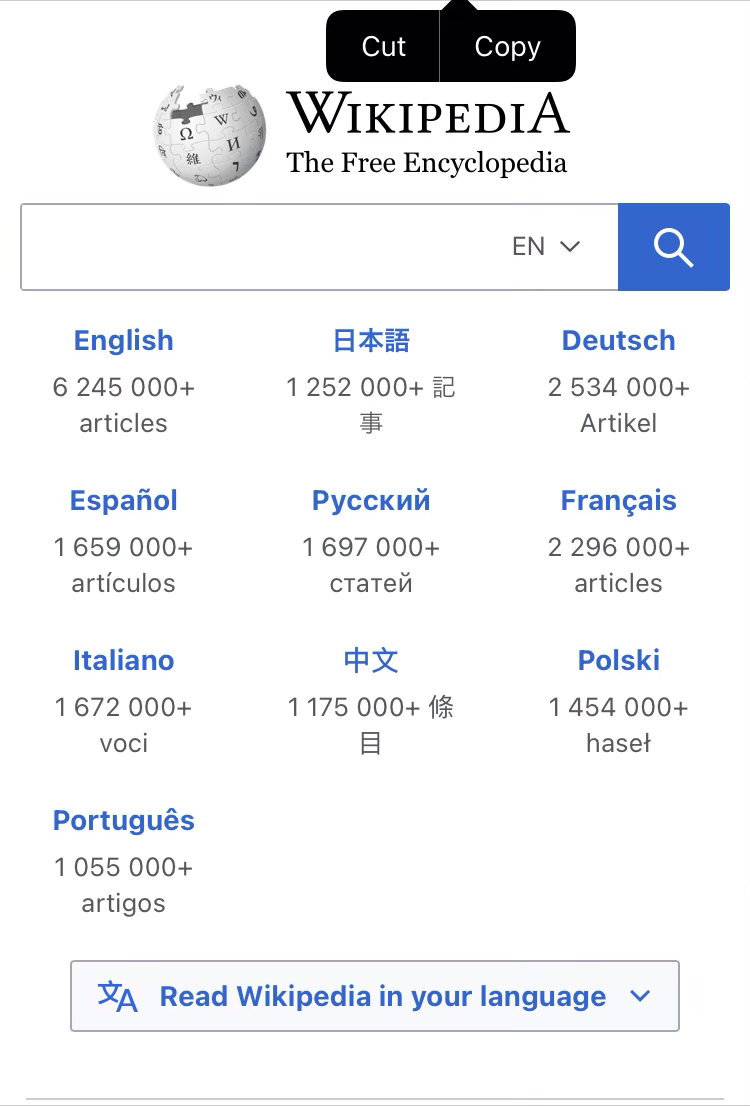 Cut Copy
WIKIPEDIA
The Free Encyclopedia
EN
English
6 245 000+
articles
日本語
1 252 000+ 記
事
Deutsch
2 534 000+
Artikel
Español
1 659 000+
artículos
Русский
1 697 000+
статей
Français
2 296 000+
articles
Italiano
1 672 000+
voci
中文
1 175 000+ 條
目
Polski
1 454 000+
haseł
Português
1 055 000+
artigos
Read Wikipedia in your language